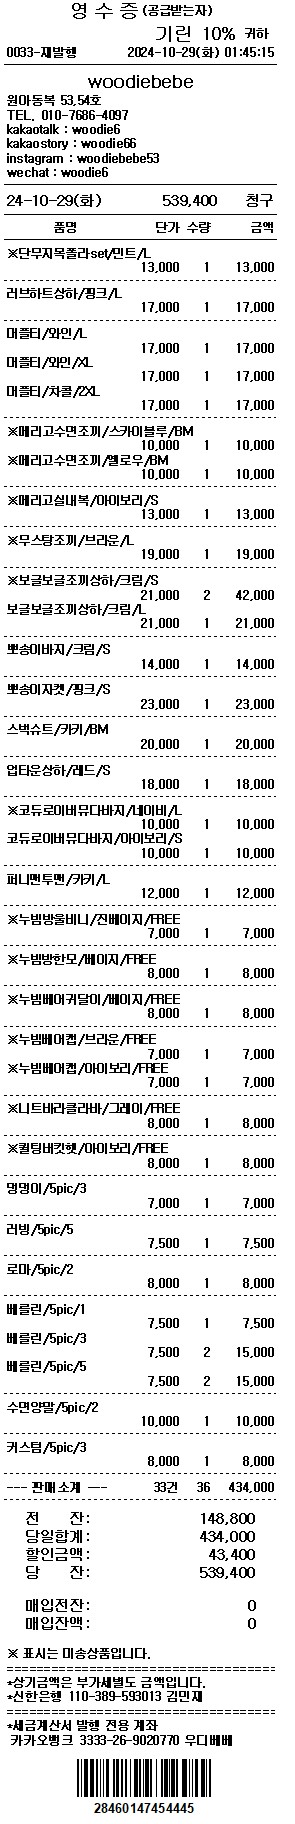 영 수 증 (공급받는자)
기린 10% 귀하
0033-재발행 2024-10-29(화) 01:45:15
woodiebebe
원아동복 53,54호
TEL. 010-7686-4097
kakaotalk : woodie6
kakaostory : woodie66
instagram : woodiebebe53
wechat : woodie6
24-10-29(화) 539,400 청구
품명 단가 수량 금액
※단무지목폴라set/민트/L
13,000 1 13,000
러브하트상하/핑크/L
17,000 1 17,000
머플티/와인/L
17,000 1 17,000
머플티/와인/XL
17,000 1 17,000
머플티/차콜/2XL
17,000 1 17,000
※메리고수면조끼/스카이블루/BM
10,000 1 10,000
※메리고수면조끼/옐로우/BM
10,000 1 10,000
※메리고실내복/아이보리/S
13,000 1 13,000
※무스탕조끼/브라운/L
19,000 1 19,000
※보글보글조끼상하/크림/S
21,000 2 42,000
보글보글조끼상하/크림/L
21,000 1 21,000
뽀송이바지/크림/S
14,000 1 14,000
뽀송이자켓/핑크/S
23,000 1 23,000
스벅슈트/카키/BM
20,000 1 20,000
업타운상하/레드/S
18,000 1 18,000
※코듀로이버뮤다바지/네이비/L
10,000 1 10,000
코듀로이버뮤다바지/아이보리/S
10,000 1 10,000
퍼니맨투맨/카키/L
12,000 1 12,000
※누빔방울비니/진베이지/FREE
7,000 1 7,000
※누빔방한모/베이지/FREE
8,000 1 8,000
※누빔베어귀달이/베이지/FREE
8,000 1 8,000
※누빔베어캡/브라운/FREE
7,000 1 7,000
※누빔베어캡/아이보리/FREE
7,000 1 7,000
※니트바라클라바/그레이/FREE
8,000 1 8,000
※퀼팅버킷햇/아이보리/FREE
8,000 1 8,000
멍멍이/5pic/3
7,000 1 7,000
러빙/5pic/5
7,500 1 7,500
로마/5pic/2
8,000 1 8,000
베를린/5pic/1
7,500 1 7,500
베를린/5pic/3
7,500 2 15,000
베를린/5pic/5
7,500 2 15,000
수면양말/5pic/2
10,000 1 10,000
커스텀/5pic/3
8,000 1 8,000
--- 판매소계 --- 33건 36 434,000
전 잔: 148,800
당일합계: 434,000
할인금액: 43,400
당 잔: 539,400
매입전잔: 0
매입잔액: 0
※ 표시는 미송상품입니다.
*상기금액은 부가세별도 금액입니다.
*신한은행 110-389-593013 김민재
*세금계산서 발행 전용 계좌
카카오뱅크 3333-26-9020770 우디베베
28460147454445